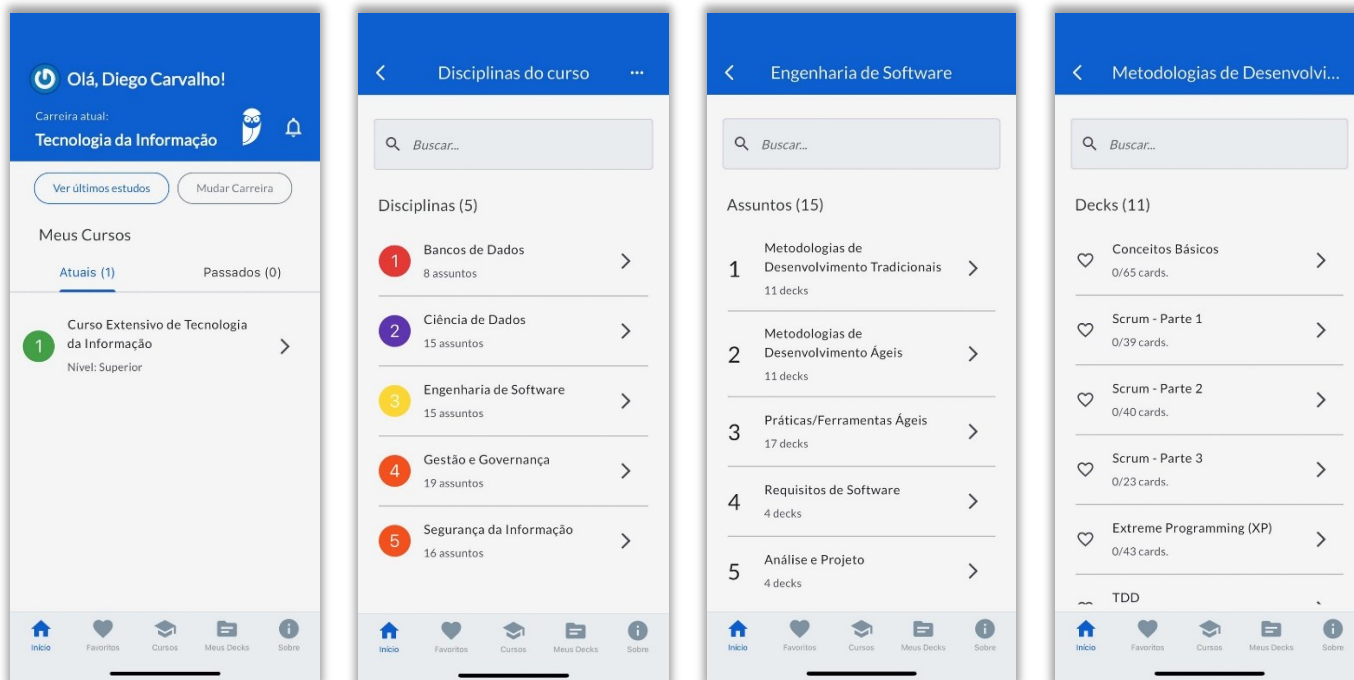 Olá, Diego Carvalho!
Carreira atual:
Tecnologia da Informação
Ver últimos estudos
Mudar Carreira
Meus Cursos
Atuais (1)
Passados (0)
1
Curso Extensivo de Tecnologia
da Informação
Nível: Superior
Início
Favoritos
Cursos
Meus Decks
Sobre
Disciplinas do curso
...
Buscar...
Disciplinas (5)
1
Bancos de Dados
8 assuntos
2
Ciência de Dados
15 assuntos
3
Engenharia de Software
15 assuntos
4
Gestão e Governança
19 assuntos
5
Segurança da Informação
16 assuntos
Início
Favoritos
Cursos
Meus Decks
Sobre
Engenharia de Software
Buscar...
Assuntos (15)
1
Metodologias de
Desenvolvimento Tradicionais
11 decks
2
Metodologias de
Desenvolvimento Ágeis
11 decks
3
Práticas/Ferramentas Ágeis
17 decks
4
Requisitos de Software
4 decks
5
Análise e Projeto
4 decks
Início
Favoritos
Cursos
Meus Decks
Sobre
Metodologias de Desenvolvi...
Buscar...
Decks (11)
Conceitos Básicos
0/65 cards.
Scrum - Parte 1
0/39 cards.
Scrum - Parte 2
0/40 cards.
Scrum - Parte 3
0/23 cards.
Extreme Programming (XP)
0/43 cards.
TDD
Início
Favoritos
Cursos
Meus Decks
Sobre